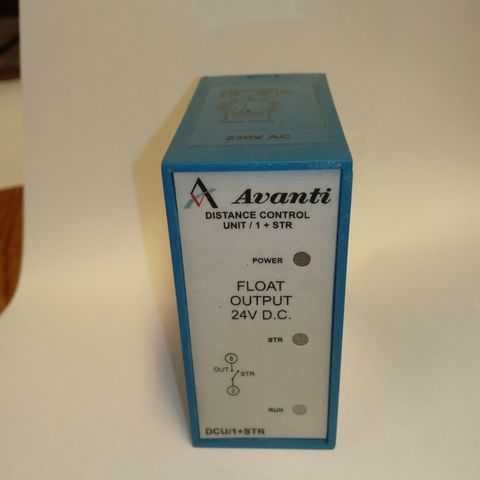 230V AC
Avanti
DISTANCE CONTROL
UNIT / 1 + STR
POWER
FLOAT
OUTPUT
24V D.C.
STR
8
OUT STR
2
RUN
DCU/1+STR